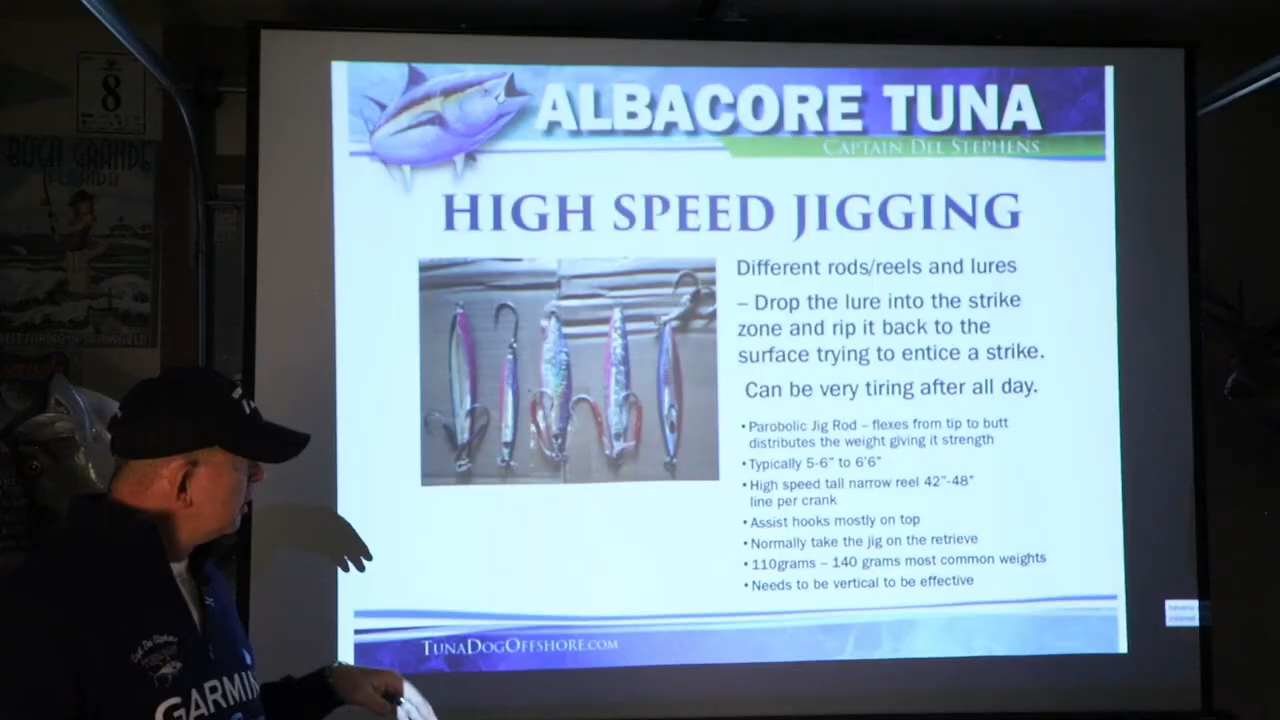 8
BOCA GRANDE
FLORIDA
ALBACORE TUNA
CAPTAIN DEL STEPHENS
HIGH SPEED JIGGING
Different rods/reels and lures
– Drop the lure into the strike
zone and rip it back to the
surface trying to entice a strike.
Can be very tiring after all day.
• Parobolic Jig Rod – flexes from tip to butt
distributes the weight giving it strength
• Typically 5-6” to 6’6”
• High speed tall narrow reel 42”-48”
line per crank
• Assist hooks mostly on top
• Normally take the jig on the retrieve
• 110grams – 140 grams most common weights
• Needs to be vertical to be effective
TUNADOGOFFSHORE.COM
Del Stephens
GARMIN